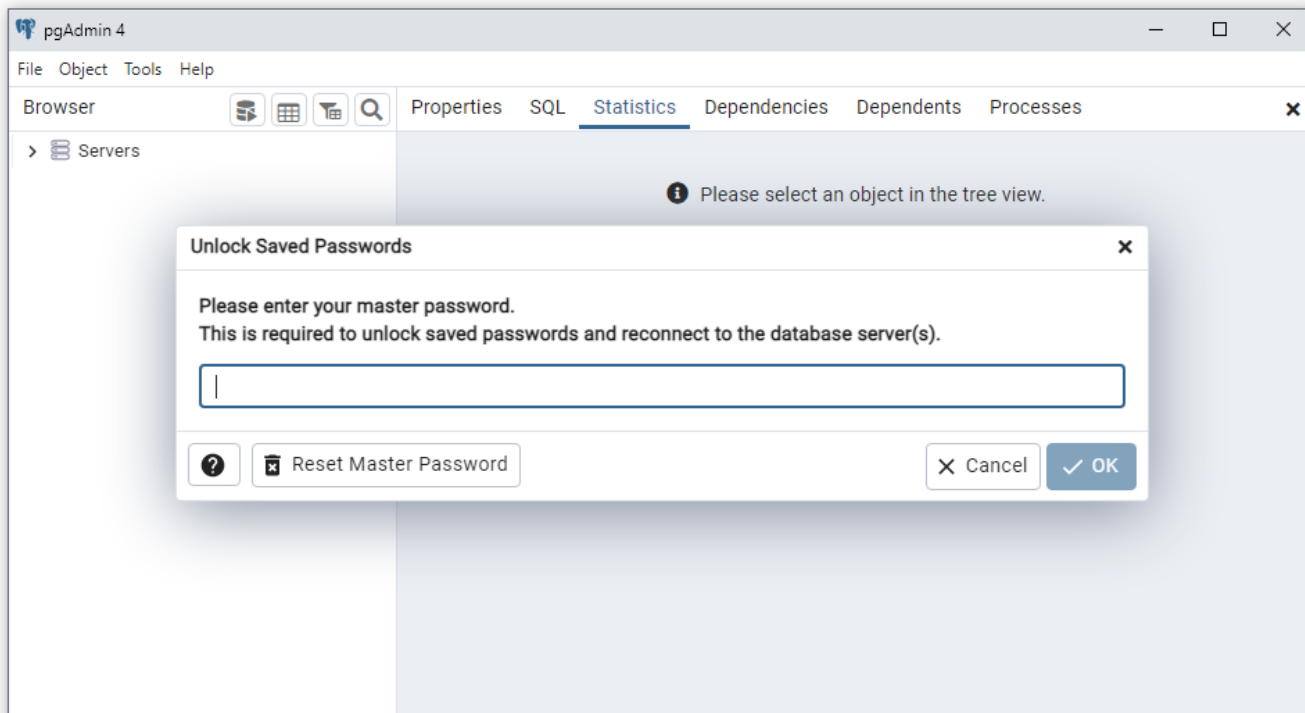 pgAdmin 4
File Object Tools Help
Browser Properties SQL Statistics Dependencies Dependents Processes
Servers
Please select an object in the tree view.
Unlock Saved Passwords
Please enter your master password.
This is required to unlock saved passwords and reconnect to the database server(s).
Reset Master Password Cancel OK